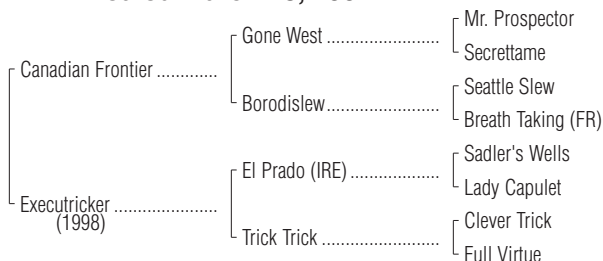 Mr. Prospector
Gone West
Secrettame
Canadian Frontier
Seattle Slew
Borodislew
Breath Taking (FR)
Sadler's Wells
El Prado (IRE)
Lady Capulet
Executricker
(1998)
Clever Trick
Trick Trick
Full Virtue